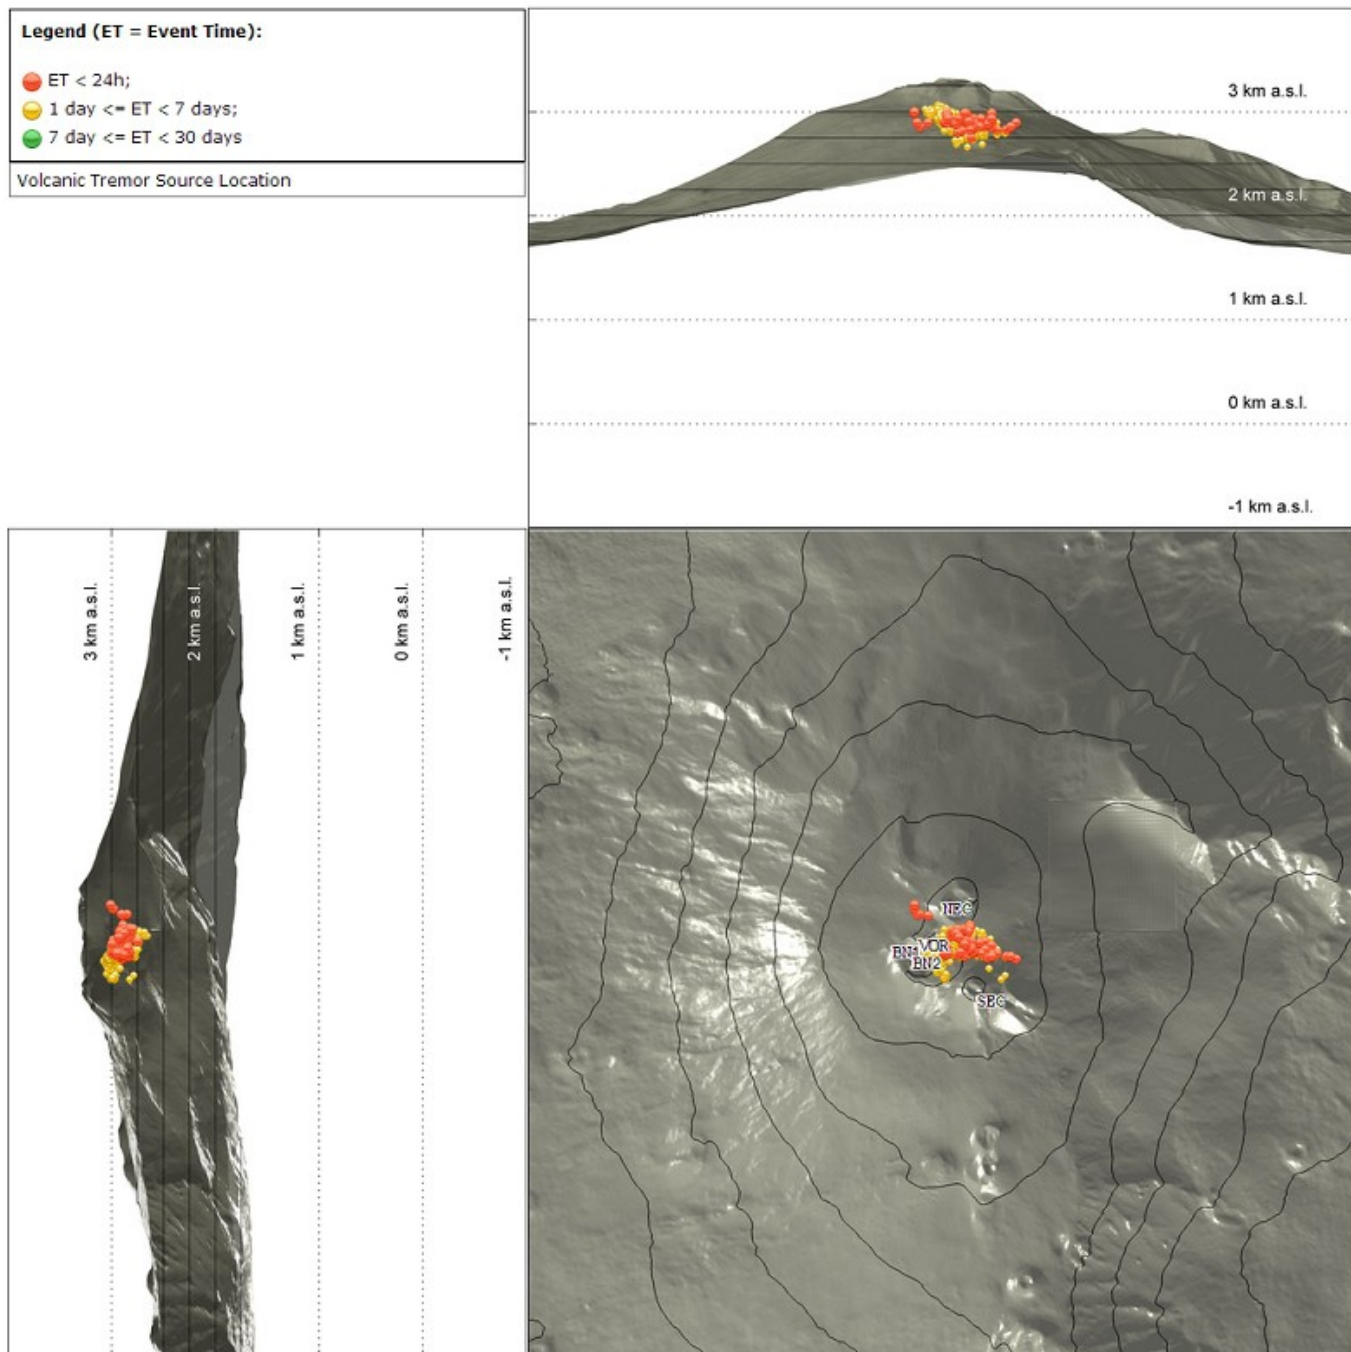 Legend (ET = Event Time):
ET < 24h;
1 day <= ET < 7 days;
7 day <= ET < 30 days
Volcanic Tremor Source Location
3 km a.s.l.
2 km a.s.l.
1 km a.s.l.
0 km a.s.l.
-1 km a.s.l.
3 km a.s.l.
2 km a.s.l.
1 km a.s.l.
0 km a.s.l.
-1 km a.s.l.
NEC
BN1 VOR
BN2
SEC